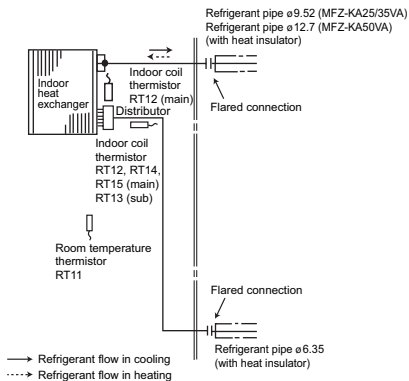 Refrigerant pipe ø9.52 (MFZ-KA25/35VA)
Refrigerant pipe ø12.7 (MFZ-KA50VA)
(with heat insulator)
Indoor
heat
exchanger
Indoor coil
thermistor
RT12 (main)
Flared connection
Distributor
Indoor coil
thermistor
RT12, RT14,
RT15 (main)
RT13 (sub)
Room temperature
thermistor
RT11
Flared connection
Refrigerant pipe ø6.35
(with heat insulator)
Refrigerant flow in cooling
Refrigerant flow in heating